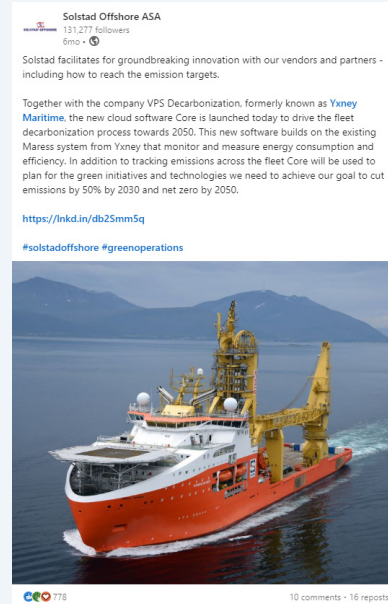 Solstad Offshore ASA
SOLSTAD OFFSHORE
131,277 followers
6mo •
Solstad facilitates for groundbreaking innovation with our vendors and partners -
including how to reach the emission targets.
Together with the company VPS Decarbonization, formerly known as Yxney
Maritime, the new cloud software Core is launched today to drive the fleet
decarbonization process towards 2050. This new software builds on the existing
Maress system from Yxney that monitor and measure energy consumption and
efficiency. In addition to tracking emissions across the fleet Core will be used to
plan for the green initiatives and technologies we need to achieve our goal to cut
emissions by 50% by 2030 and net zero by 2050.
https://lnkd.in/db2Smm5q
#solstadoffshore #greenoperations
778
10 comments • 16 reposts